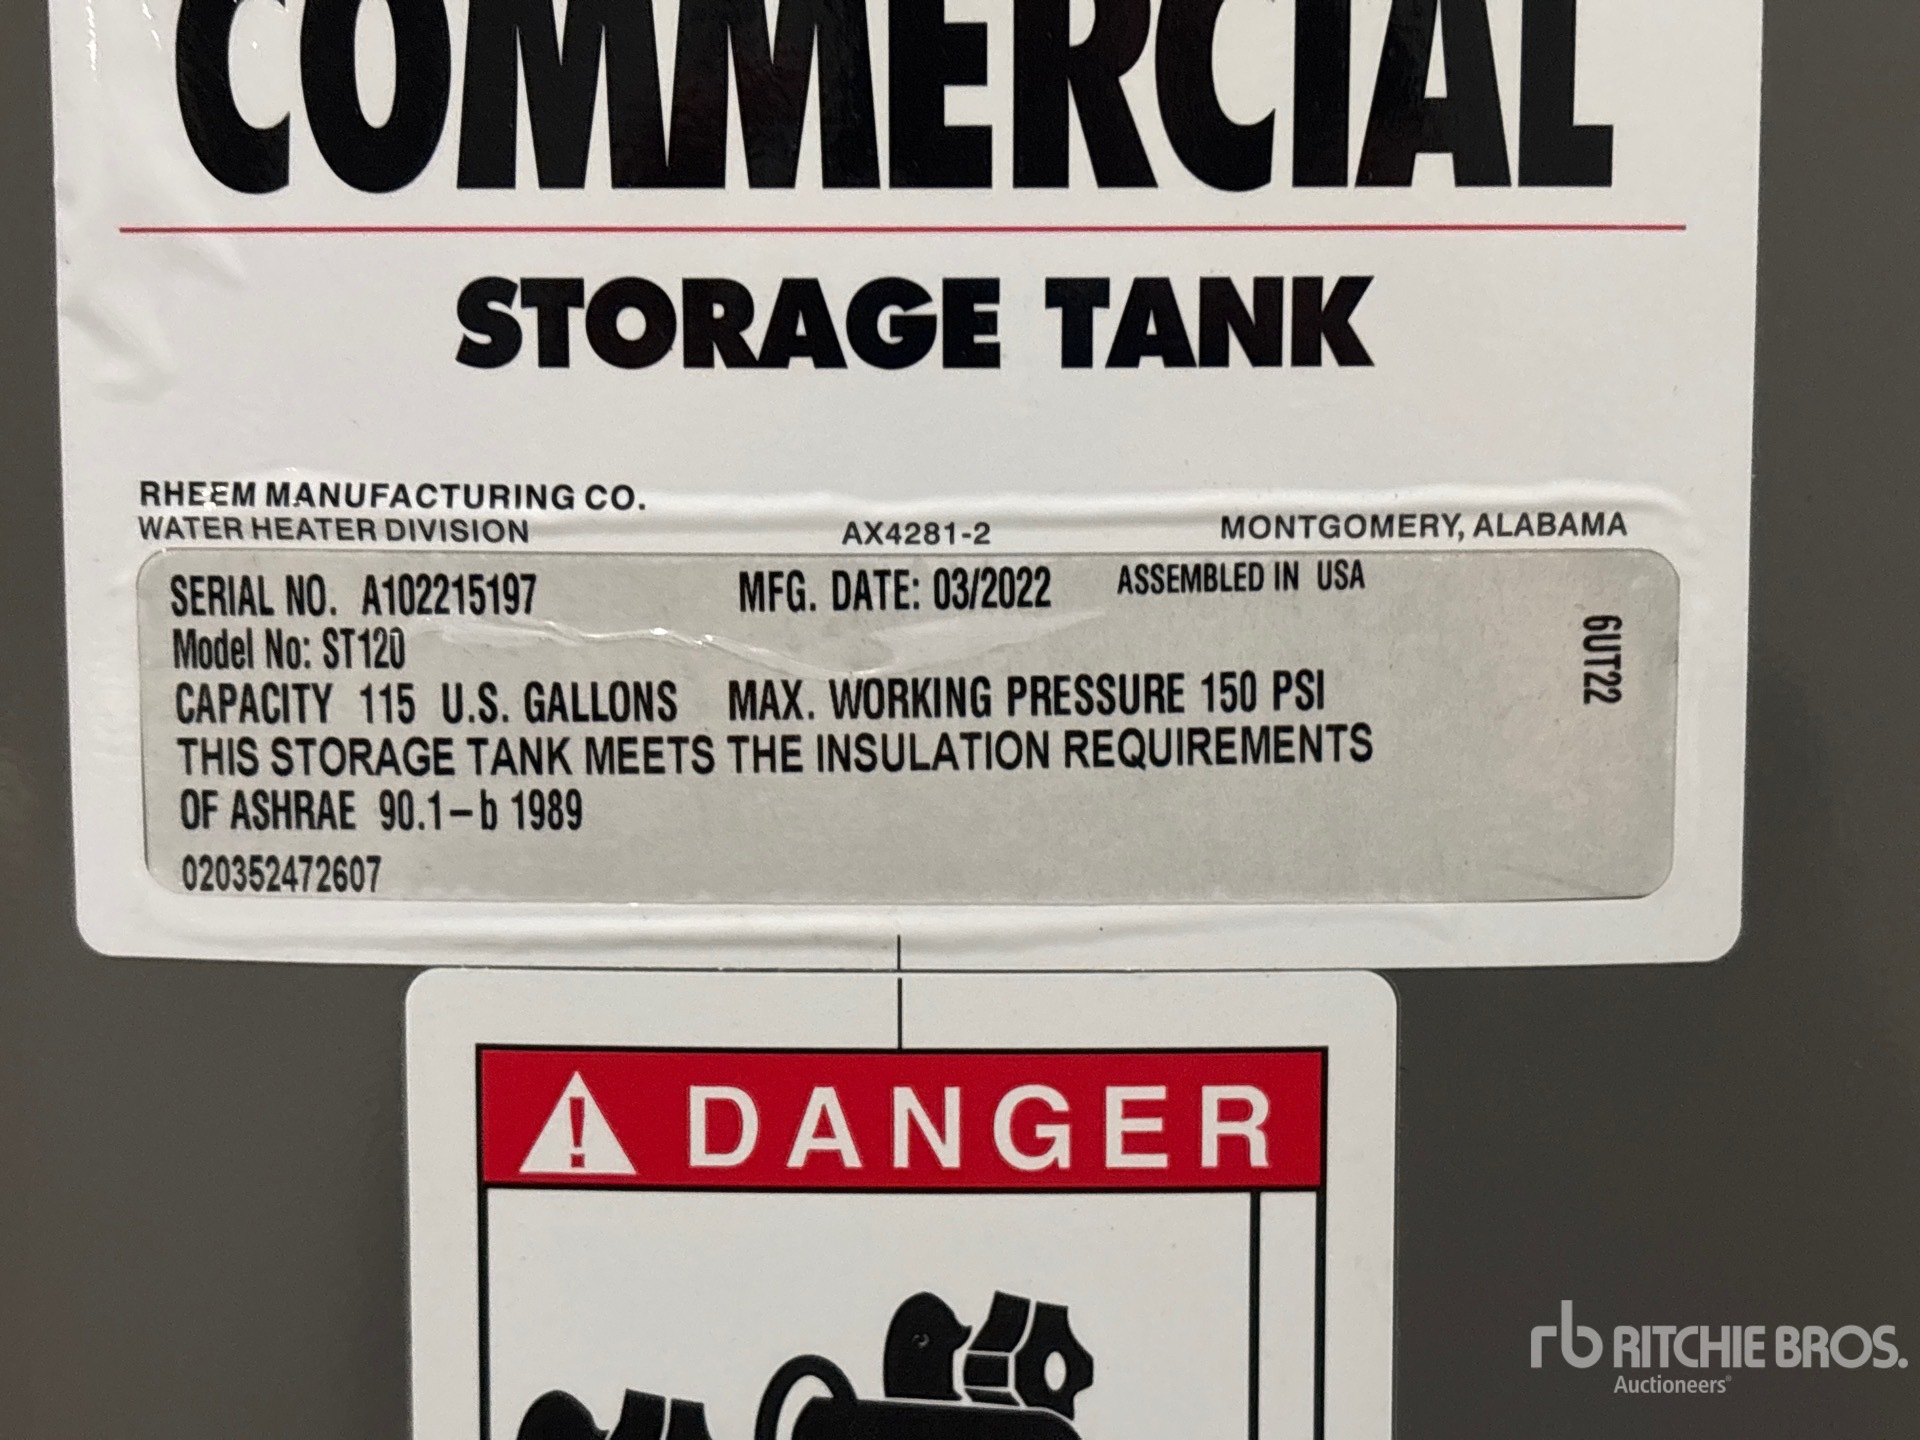 COMMERCIAL
STORAGE TANK
RHEEM MANUFACTURING CO.
WATER HEATER DIVISION AX4281-2 MONTGOMERY, ALABAMA
SERIAL NO. A102215197 MFG. DATE: 03/2022 ASSEMBLED IN USA
Model No: ST120
CAPACITY 115 U.S. GALLONS MAX. WORKING PRESSURE 150 PSI
THIS STORAGE TANK MEETS THE INSULATION REQUIREMENTS
OF ASHRAE 90.1-b 1989
020352472607
6UT22
DANGER
rb RITCHIE BROS.
Auctioneers®